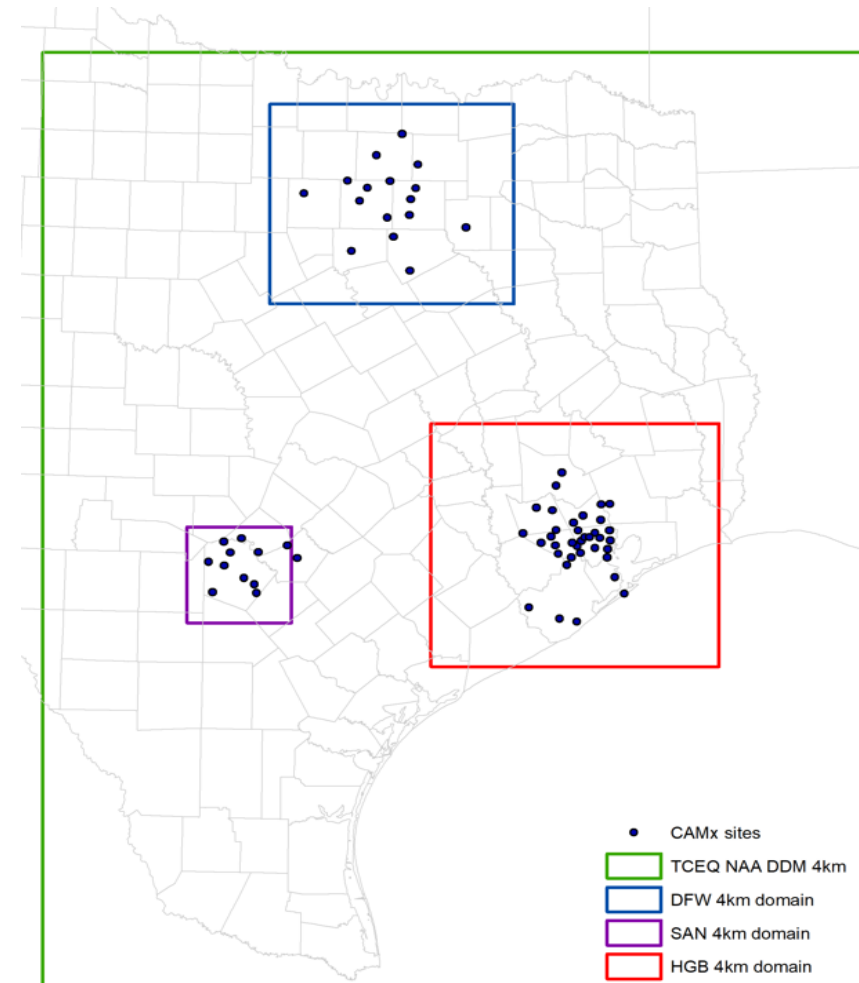 CAMx sites
TCEQ NAA DDM 4km
DFW 4km domain
SAN 4km domain
HGB 4km domain